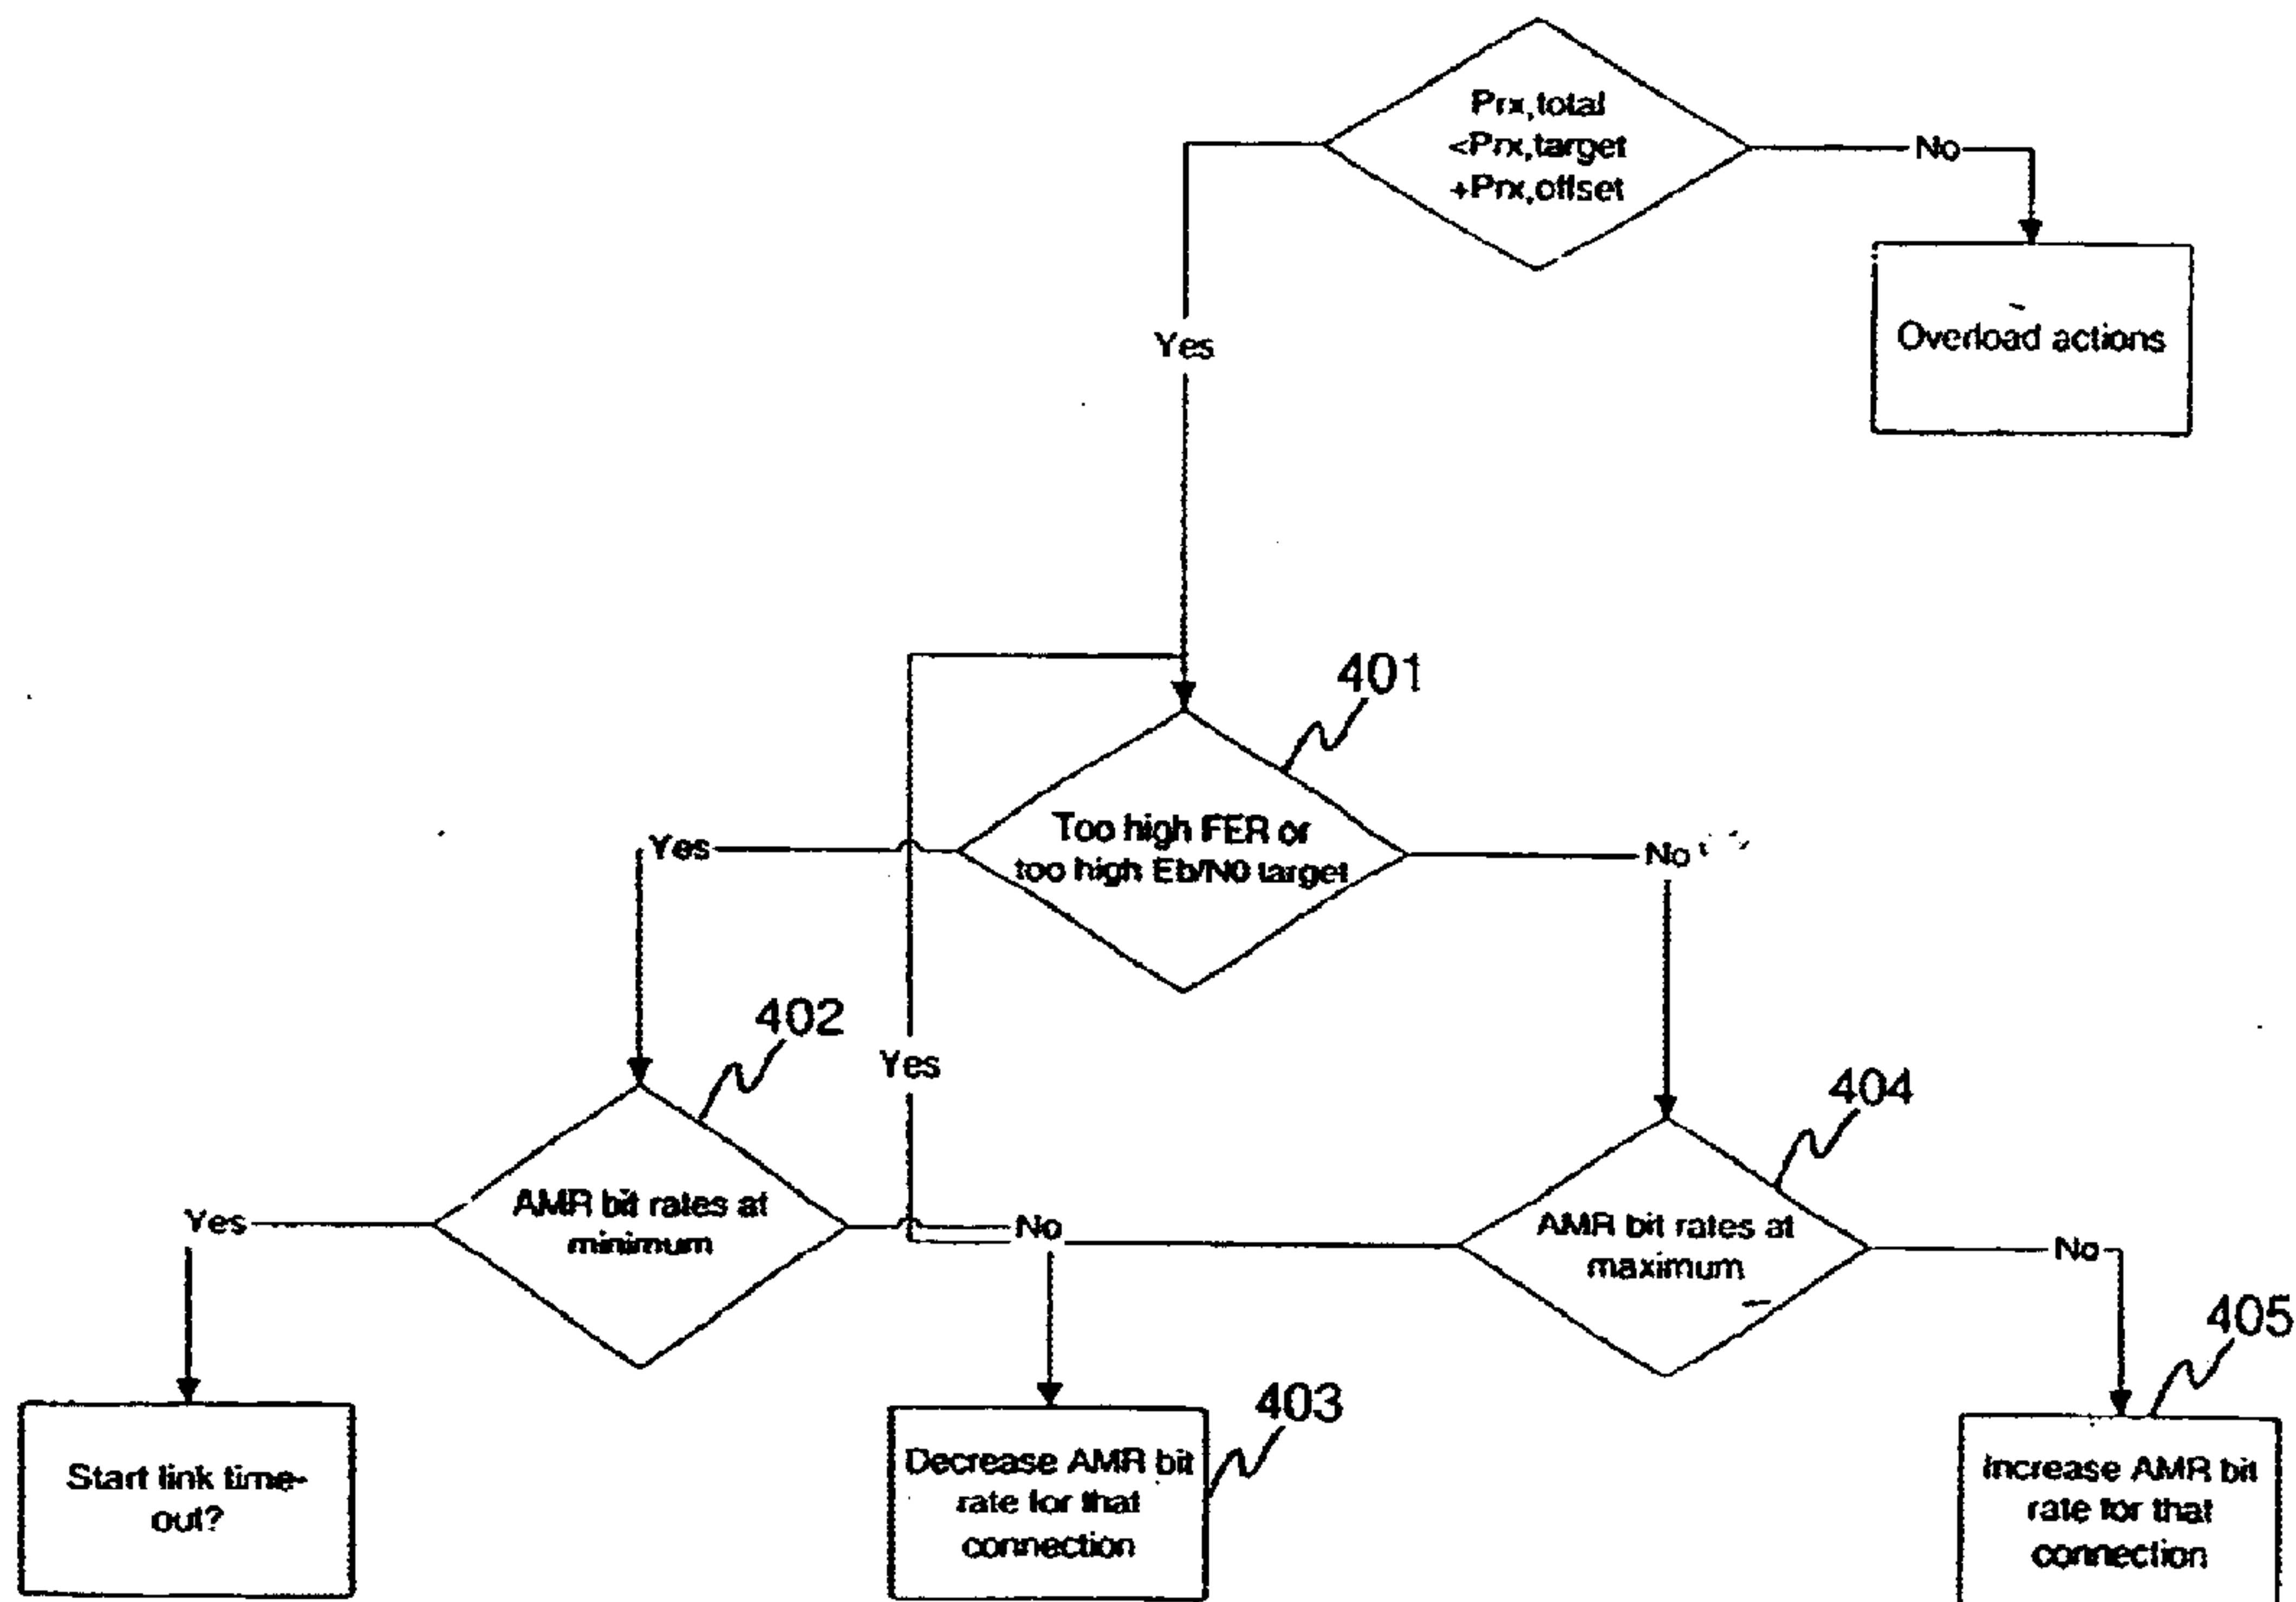 Prx,total
<Prx,target
+Prx,offset
No
Overload actions
Yes
401
Too high FER or
too high Eb/N0 target
Yes
No
402
Yes
404
AMR bit rates at
minimum
Yes
No
AMR bit rates at
maximum
No
405
403
Start link time-
out?
Decrease AMR bit
rate for that
connection
Increase AMR bit
rate for that
connection